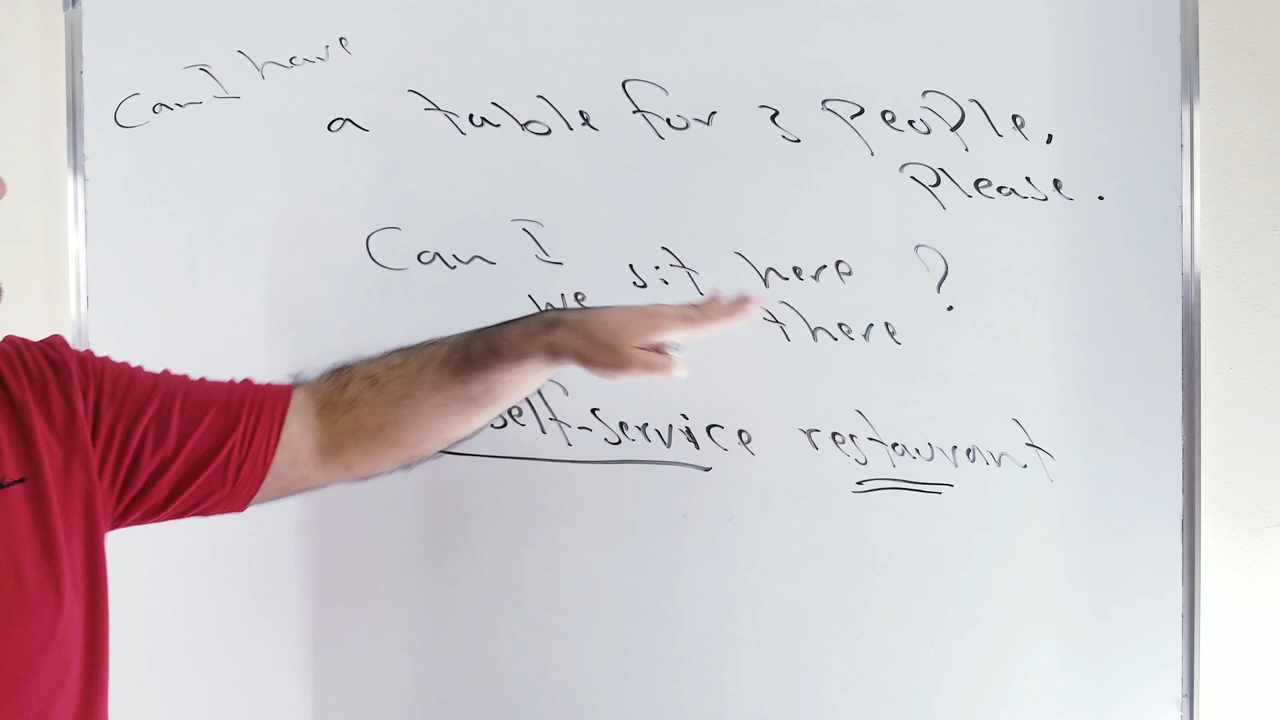 Can I have
a table for 3 people,
please.
Can I sit here ?
we there
self-service restaurant